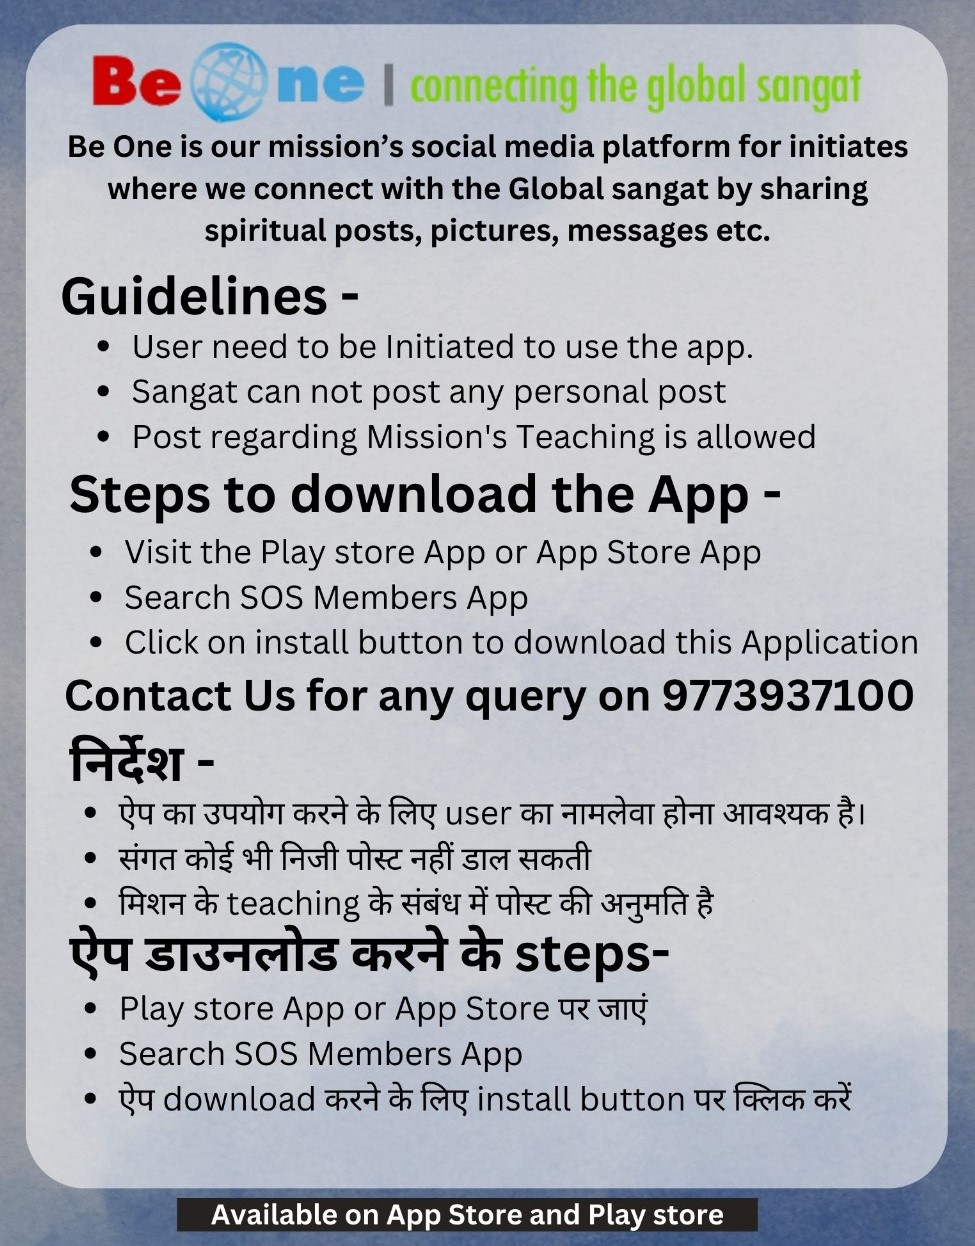 Be One | connecting the global sangat
Be One is our mission's social media platform for initiates
where we connect with the Global sangat by sharing
spiritual posts, pictures, messages etc.
Guidelines -
• User need to be Initiated to use the app.
• Sangat can not post any personal post
• Post regarding Mission's Teaching is allowed
Steps to download the App -
• Visit the Play store App or App Store App
• Search SOS Members App
• Click on install button to download this Application
Contact Us for any query on 9773937100
निर्देश -
• ऐप का उपयोग करने के लिए user का नामलेवा होना आवश्यक है।
• संगत कोई भी निजी पोस्ट नहीं डाल सकती
• मिशन के teaching के संबंध में पोस्ट की अनुमति है
ऐप डाउनलोड करने के steps-
• Play store App or App Store पर जाएं
• Search SOS Members App
• ऐप download करने के लिए install button पर क्लिक करें
Available on App Store and Play store